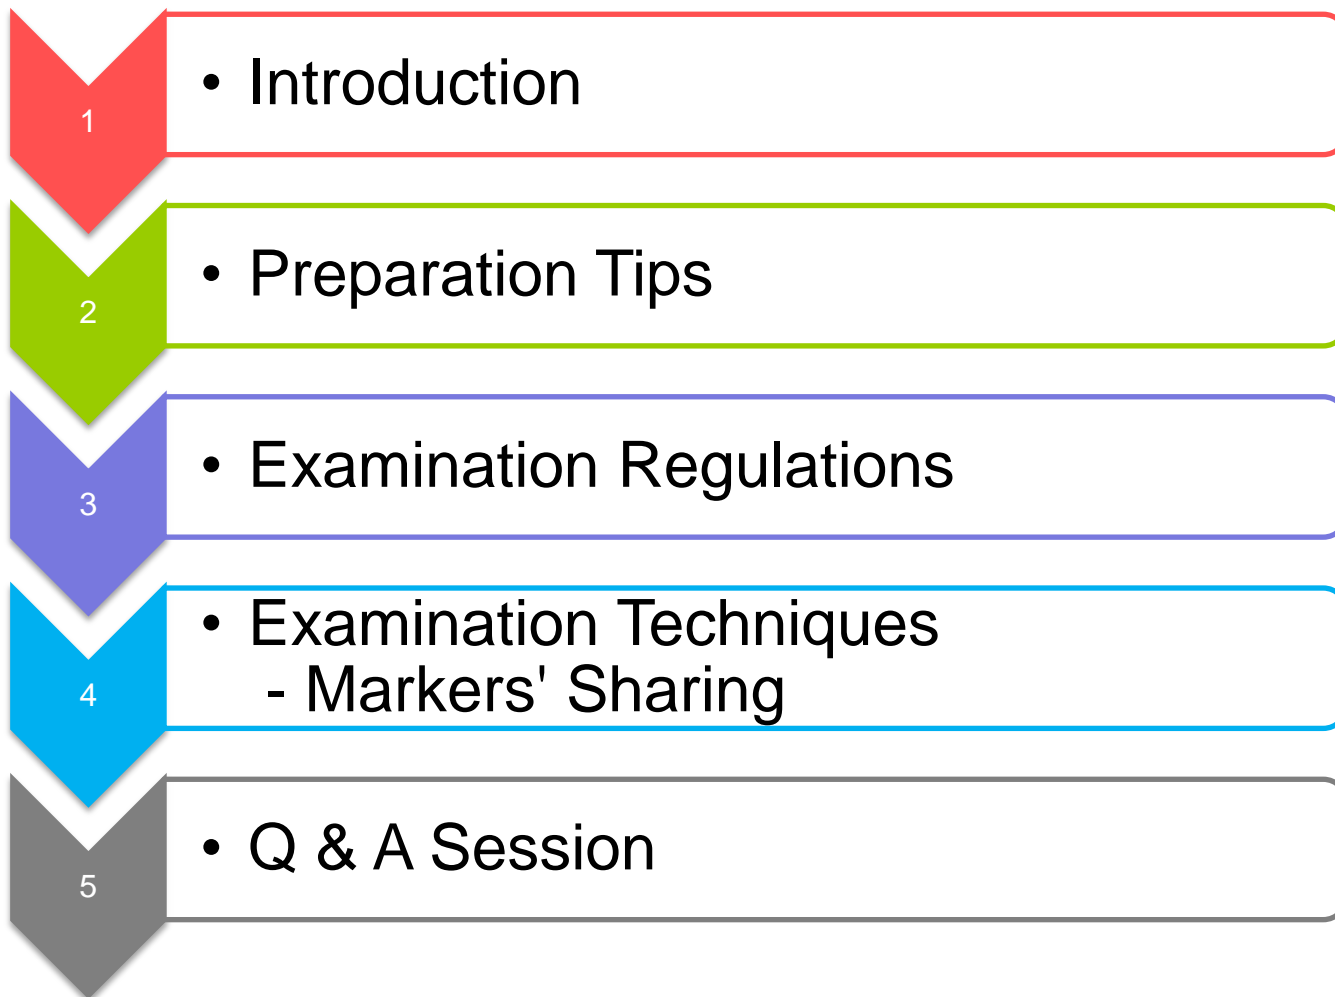 1
• Introduction
2
• Preparation Tips
3
• Examination Regulations
4
• Examination Techniques
- Markers' Sharing
5
• Q & A Session